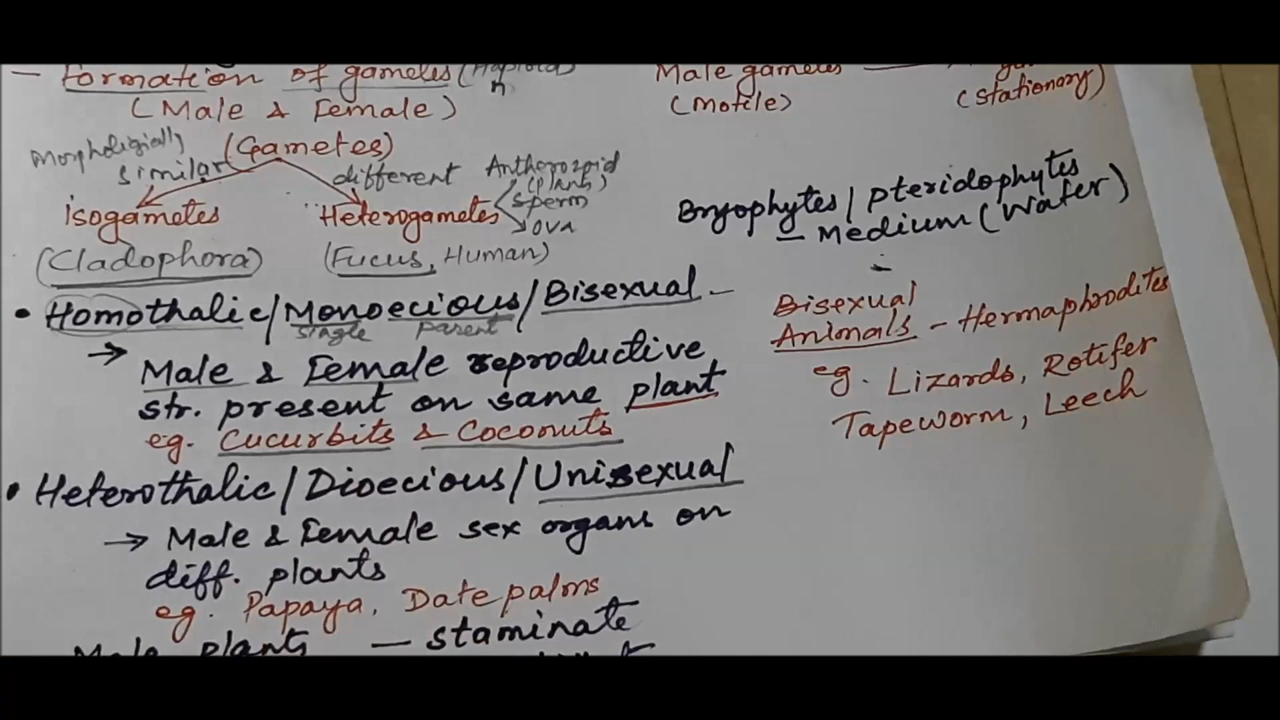 - Formation of gametes (Haploid
n
(Male & Female)
(Gametes)
Morphologially
similar
different
Antherozoid
(plants)
Isogametes
Heterogametes
Sperm
ova
(Cladophora)
(Fucus, Human)
• Homothalic/Monoecious/Bisexual -
single parent
→ Male & Female reproductive
str. present on same plant
eg. Cucurbits & Coconuts
• Heterothalic/Dioecious/Unisexual
→ Male & Female sex organs on
diff. plants
eg. Papaya, Date palms
Male plants - staminate
Male gametes
(Motile)
(Stationary)
Bryophytes/Pteridophytes
- Medium (Water)
Bisexual
Animals - Hermaphrodites
eg. Lizards, Rotifer
Tapeworm, Leech